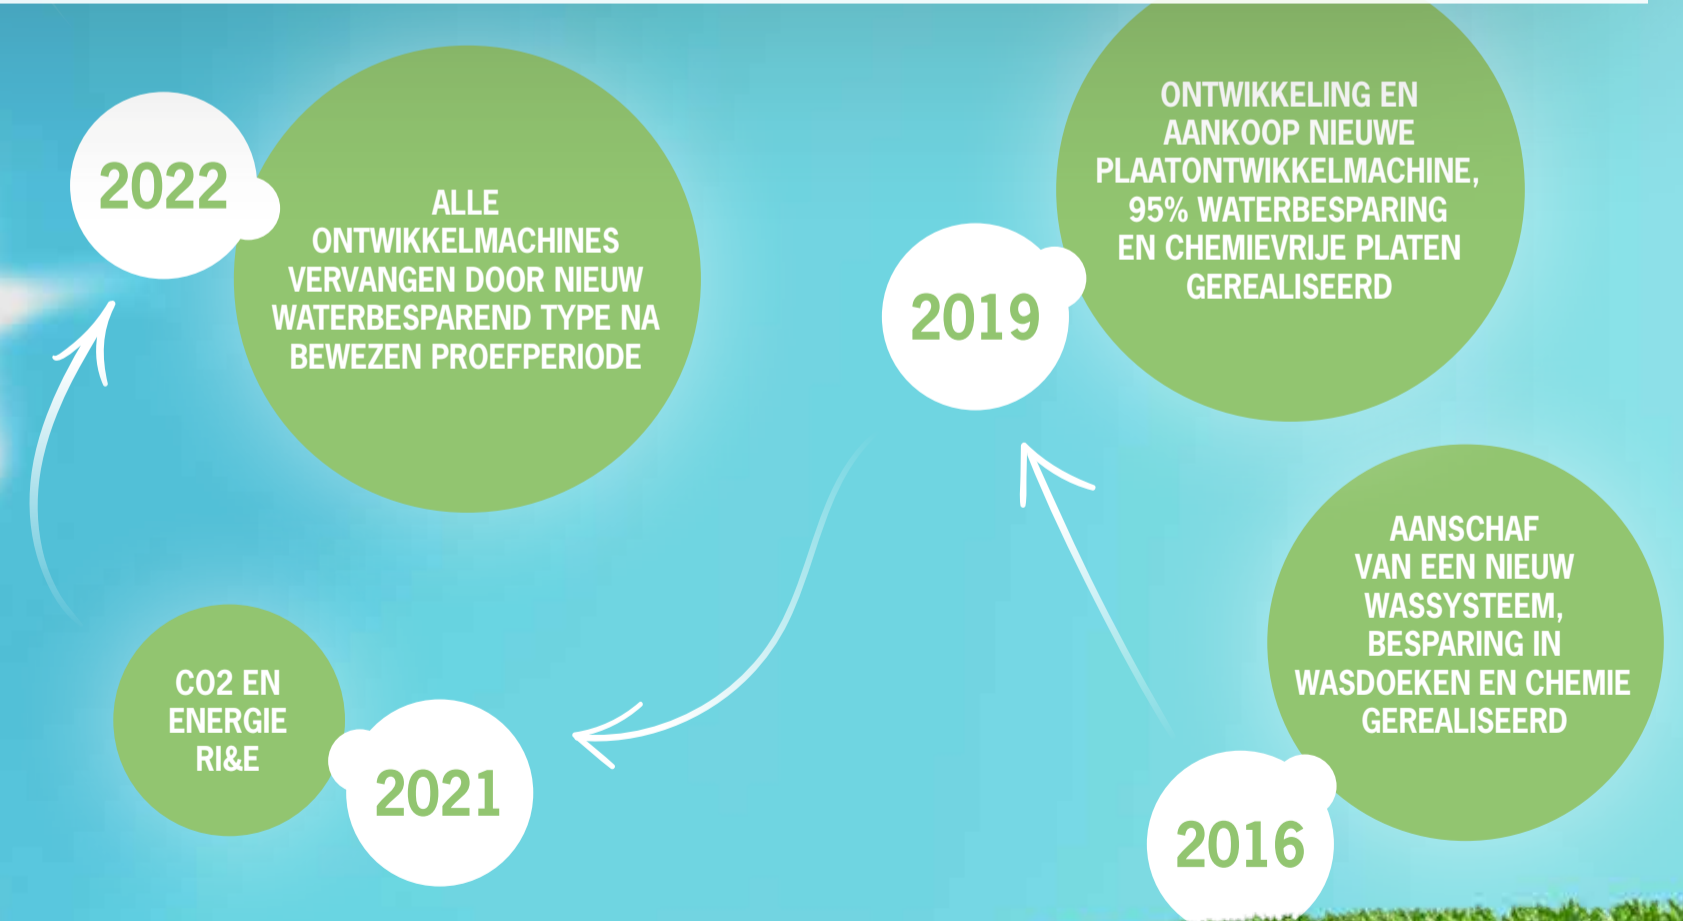 2022
ALLE
ONTWIKKELMACHINES
VERVANGEN DOOR NIEUW
WATERBESPAREND TYPE NA
BEWEZEN PROEFPERIODE
ONTWIKKELING EN
AANKOOP NIEUWE
PLAATONTWIKKELMACHINE,
95% WATERBESPARING
EN CHEMIEVRIJE PLATEN
GEREALISEERD
2019
AANSCHAF
VAN EEN NIEUW
WASSYSTEEM,
BESPARING IN
WASDOEKEN EN CHEMIE
GEREALISEERD
CO2 EN
ENERGIE
RI&E
2021
2016